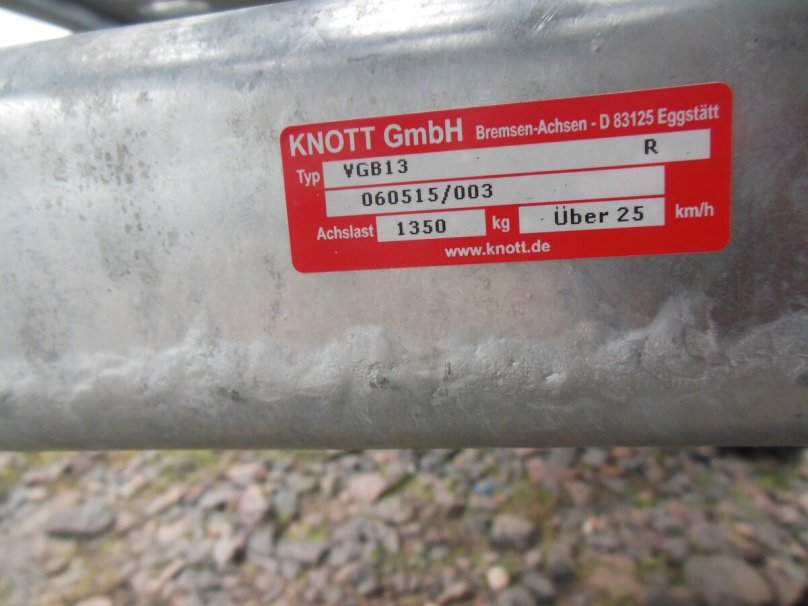 KNOTT GmbH Bremsen-Achsen - D 83125 Eggstätt
Typ VGB13 R
060515/003
Achslast 1350 kg Über 25 km/h
www.knott.de